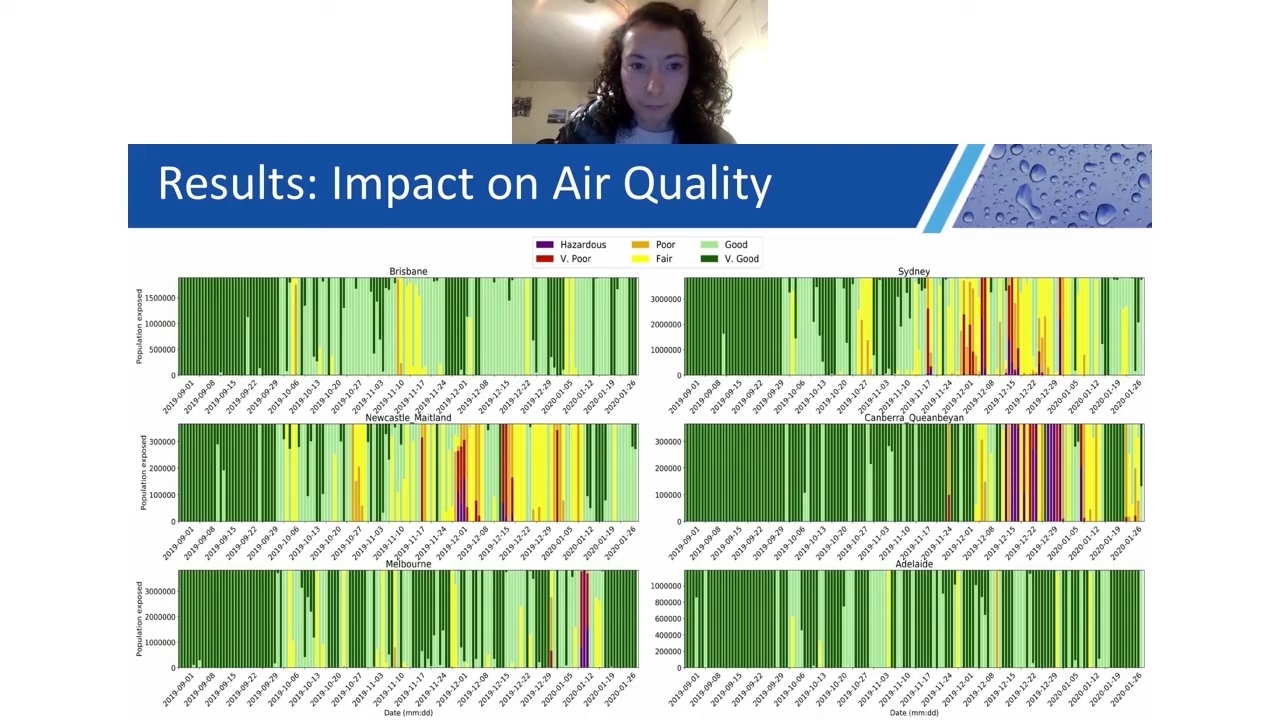 Results: Impact on Air Quality
Hazardous Poor Good
V. Poor Fair V. Good
Brisbane
Population exposed
1500000
1000000
500000
0
2019-09-01 2019-09-08 2019-09-15 2019-09-22 2019-09-29 2019-10-06 2019-10-13 2019-10-20 2019-10-27 2019-11-03 2019-11-10 2019-11-17 2019-11-24 2019-12-01 2019-12-08 2019-12-15 2019-12-22 2019-12-29 2020-01-05 2020-01-12 2020-01-19 2020-01-26
Sydney
3000000
2000000
1000000
0
2019-09-01 2019-09-08 2019-09-15 2019-09-22 2019-09-29 2019-10-06 2019-10-13 2019-10-20 2019-10-27 2019-11-03 2019-11-10 2019-11-17 2019-11-24 2019-12-01 2019-12-08 2019-12-15 2019-12-22 2019-12-29 2020-01-05 2020-01-12 2020-01-19 2020-01-26
Newcastle_Maitland
Population exposed
300000
200000
100000
0
2019-09-01 2019-09-08 2019-09-15 2019-09-22 2019-09-29 2019-10-06 2019-10-13 2019-10-20 2019-10-27 2019-11-03 2019-11-10 2019-11-17 2019-11-24 2019-12-01 2019-12-08 2019-12-15 2019-12-22 2019-12-29 2020-01-05 2020-01-12 2020-01-19 2020-01-26
Canberra_Queanbeyan
300000
200000
100000
0
2019-09-01 2019-09-08 2019-09-15 2019-09-22 2019-09-29 2019-10-06 2019-10-13 2019-10-20 2019-10-27 2019-11-03 2019-11-10 2019-11-17 2019-11-24 2019-12-01 2019-12-08 2019-12-15 2019-12-22 2019-12-29 2020-01-05 2020-01-12 2020-01-19 2020-01-26
Melbourne
Population exposed
3000000
2000000
1000000
0
2019-09-01 2019-09-08 2019-09-15 2019-09-22 2019-09-29 2019-10-06 2019-10-13 2019-10-20 2019-10-27 2019-11-03 2019-11-10 2019-11-17 2019-11-24 2019-12-01 2019-12-08 2019-12-15 2019-12-22 2019-12-29 2020-01-05 2020-01-12 2020-01-19 2020-01-26
Date (mm:dd)
Adelaide
1000000
800000
600000
400000
200000
0
2019-09-01 2019-09-08 2019-09-15 2019-09-22 2019-09-29 2019-10-06 2019-10-13 2019-10-20 2019-10-27 2019-11-03 2019-11-10 2019-11-17 2019-11-24 2019-12-01 2019-12-08 2019-12-15 2019-12-22 2019-12-29 2020-01-05 2020-01-12 2020-01-19 2020-01-26
Date (mm:dd)